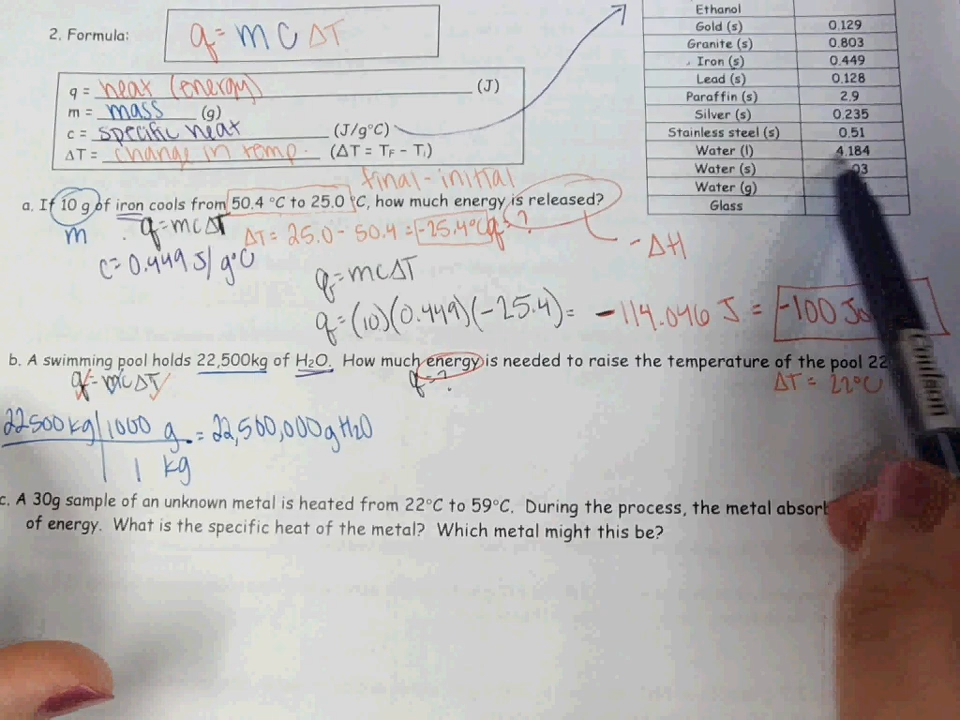 Ethanol
2. Formula: q = m c ΔT
Gold (s) 0.129
Granite (s) 0.803
Iron (s) 0.449
Lead (s) 0.128
Paraffin (s) 2.9
Silver (s) 0.235
Stainless steel (s) 0.51
Water (l) 4.184
Water (s) 03
Water (g)
Glass
q = heat (energy) (J)
m = mass (g)
c = specific heat (J/g°C)
ΔT = change in temp. (ΔT = TF – TI)
final - initial
a. If 10 g of iron cools from 50.4 °C to 25.0 °C, how much energy is released?
m q = mcΔT ΔT = 25.0 - 50.4 = -25.4°C q = ?
- ΔH
c = 0.449 J/g°C
q = mcΔT
q = (10)(0.449)(-25.4) = -114.046 J = -100 Jo
b. A swimming pool holds 22,500kg of H2O. How much energy is needed to raise the temperature of the pool 22
q = mcΔT q = ? ΔT = 22°C
22500 kg | 1000 g = 22,500,000 g H2O
1 kg
c. A 30g sample of an unknown metal is heated from 22°C to 59°C. During the process, the metal absorb
of energy. What is the specific heat of the metal? Which metal might this be?